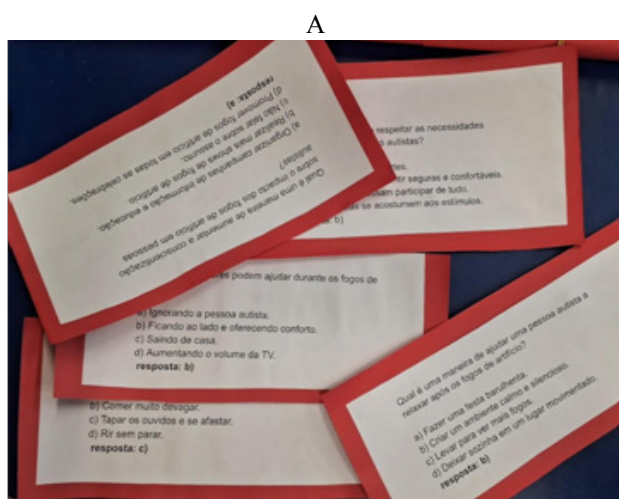 A
Qual é uma maneira de aumentar a conscientização
sobre o impacto dos fogos de artifício em pessoas
autistas?
a) Organizar campanhas de informação e educação.
b) Realizar mais shows de fogos de artifício.
c) Não falar sobre o assunto.
d) Promover fogos de artifício em todas as celebrações.
resposta: a)
respeitar as necessidades
autistas?
seguras e confortáveis.
participar de tudo.
se acostumem aos estímulos.
b)
podem ajudar durante os fogos de
a) Ignorando a pessoa autista.
b) Ficando ao lado e oferecendo conforto.
c) Saindo de casa.
d) Aumentando o volume da TV.
resposta: b)
b) Comer muito devagar.
c) Tapar os ouvidos e se afastar.
d) Rir sem parar.
resposta: c)
Qual é uma maneira de ajudar uma pessoa autista a
relaxar após os fogos de artifício?
a) Fazer uma festa barulhenta.
b) Criar um ambiente calmo e silencioso.
c) Levar para ver mais fogos.
d) Deixar sozinha em um lugar movimentado.
resposta: b)